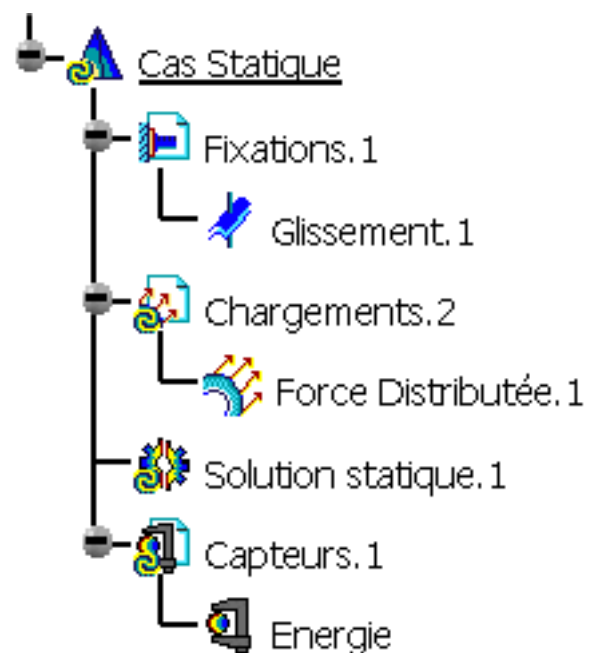 Cas Statique
Fixations.1
Glissement.1
Chargements.2
Force Distributée.1
Solution statique.1
Capteurs.1
Energie